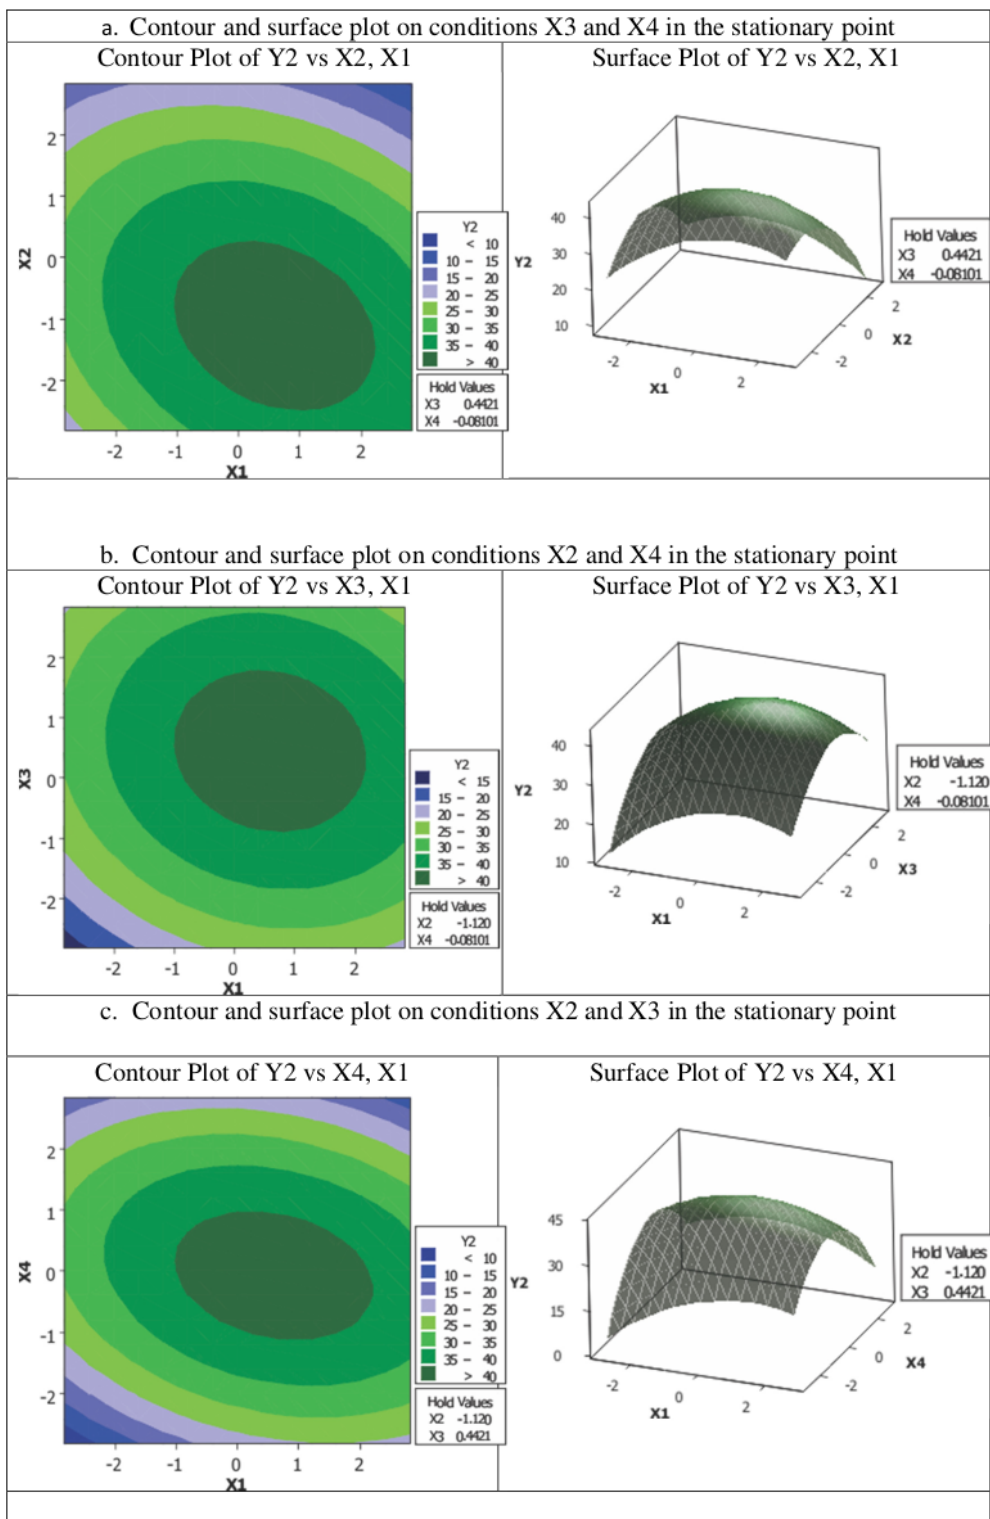 a. Contour and surface plot on conditions X3 and X4 in the stationary point
Contour Plot of Y2 vs X2, X1
Surface Plot of Y2 vs X2, X1
2
1
0
-1
-2
X2
-2 -1 0 1 2
X1
Y2
< 10
10 - 15
15 - 20
20 - 25
25 - 30
30 - 35
35 - 40
> 40
Hold Values
X3 0.4421
X4 -0.08101
40
30
20
10
Y2
-2 0 2
X1
2
0
-2
X2
Hold Values
X3 0.4421
X4 -0.08101
b. Contour and surface plot on conditions X2 and X4 in the stationary point
Contour Plot of Y2 vs X3, X1
Surface Plot of Y2 vs X3, X1
2
1
0
-1
-2
X3
-2 -1 0 1 2
X1
Y2
< 15
15 - 20
20 - 25
25 - 30
30 - 35
35 - 40
> 40
Hold Values
X2 -1.120
X4 -0.08101
40
30
20
10
Y2
-2 0 2
X1
2
0
-2
X3
Hold Values
X2 -1.120
X4 -0.08101
c. Contour and surface plot on conditions X2 and X3 in the stationary point
Contour Plot of Y2 vs X4, X1
Surface Plot of Y2 vs X4, X1
2
1
0
-1
-2
X4
-2 -1 0 1 2
X1
Y2
< 10
10 - 15
15 - 20
20 - 25
25 - 30
30 - 35
35 - 40
> 40
Hold Values
X2 -1.120
X3 0.4421
45
30
15
0
Y2
-2 0 2
X1
2
0
-2
X4
Hold Values
X2 -1.120
X3 0.4421